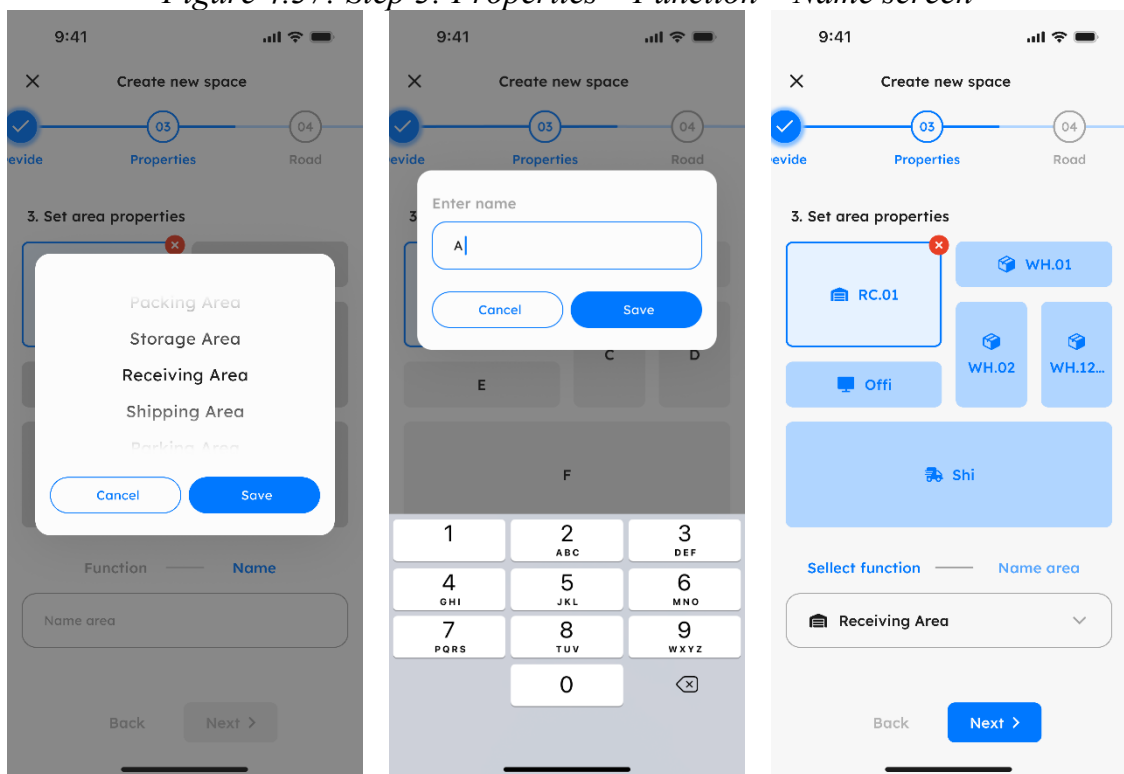 Figure 4.37: Step 3: Properties – Function – Name screen
9:41
Create new space
03
04
evide
Properties
Road
3. Set area properties
Packing Area
Storage Area
Receiving Area
Shipping Area
Parking Area
Cancel
Save
Function
Name
Name area
Back
Next >
9:41
Create new space
03
04
evide
Properties
Road
3
Enter name
A
Cancel
Save
C
D
E
F
1
2
ABC
3
DEF
4
GHI
5
JKL
6
MNO
7
PQRS
8
TUV
9
WXYZ
0
9:41
Create new space
03
04
evide
Properties
Road
3. Set area properties
RC.01
WH.01
WH.02
WH.12...
Offi
Shi
Sellect function
Name area
Receiving Area
Back
Next >